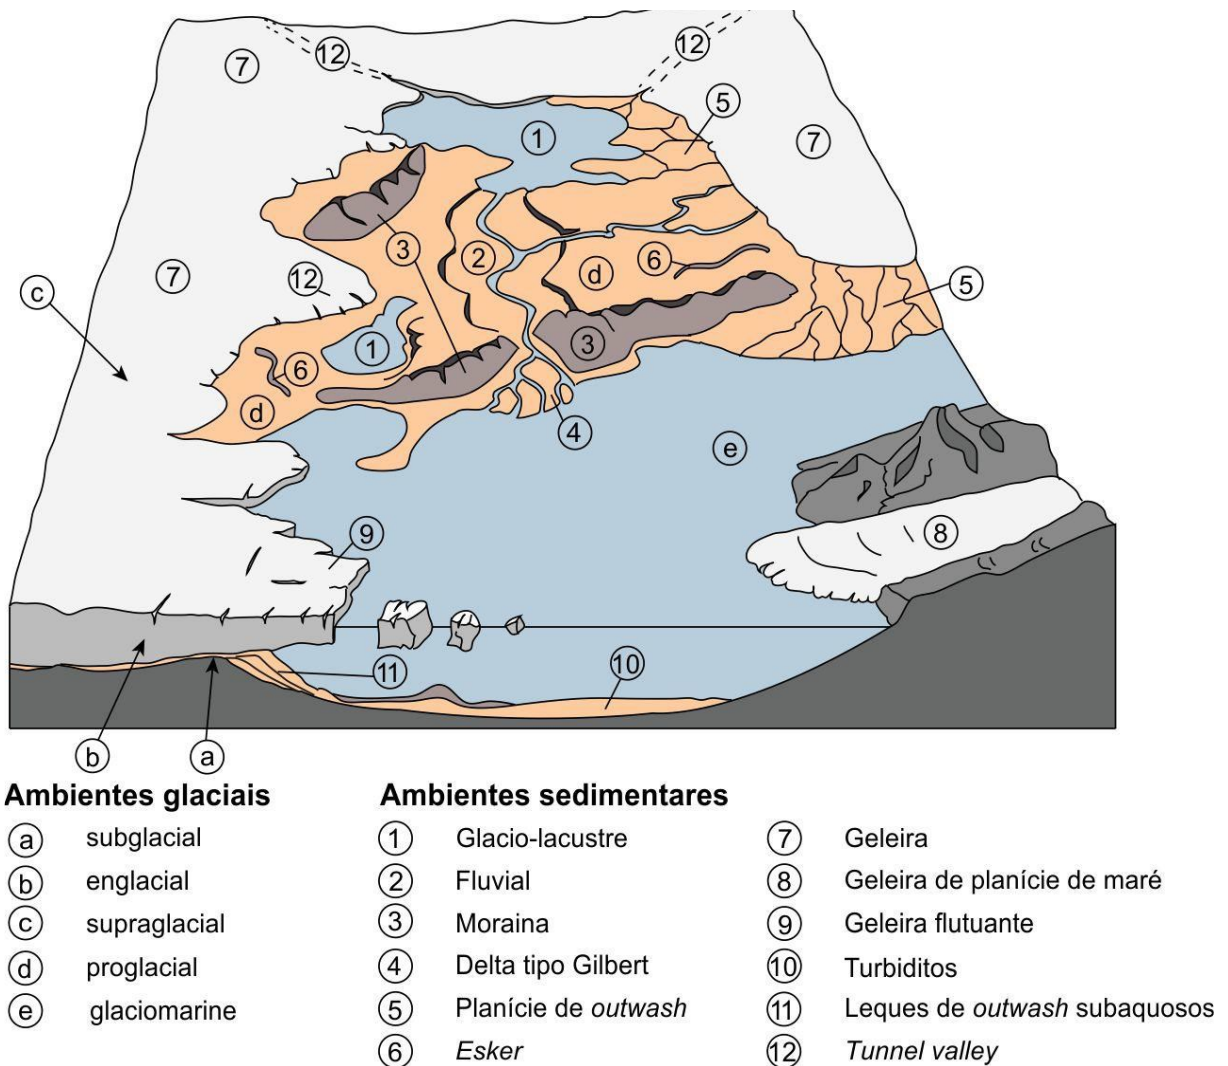 12
12
7
5
1
7
3
2
6
d
5
7
12
c
1
3
6
d
4
e
9
8
11
10
b
a
Ambientes glaciais
a subglacial
b englacial
c supraglacial
d proglacial
e glaciomarine
Ambientes sedimentares
1 Glacio-lacustre
2 Fluvial
3 Moraina
4 Delta tipo Gilbert
5 Planície de outwash
6 Esker
7 Geleira
8 Geleira de planície de maré
9 Geleira flutuante
10 Turbiditos
11 Leques de outwash subaquosos
12 Tunnel valley